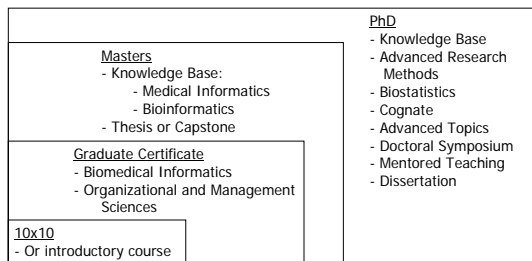 PhD
- Knowledge Base
- Advanced Research
Methods
- Biostatistics
- Cognate
- Advanced Topics
- Doctoral Symposium
- Mentored Teaching
- Dissertation
Masters
- Knowledge Base:
- Medical Informatics
- Bioinformatics
- Thesis or Capstone
Graduate Certificate
- Biomedical Informatics
- Organizational and Management
Sciences
10x10
- Or introductory course